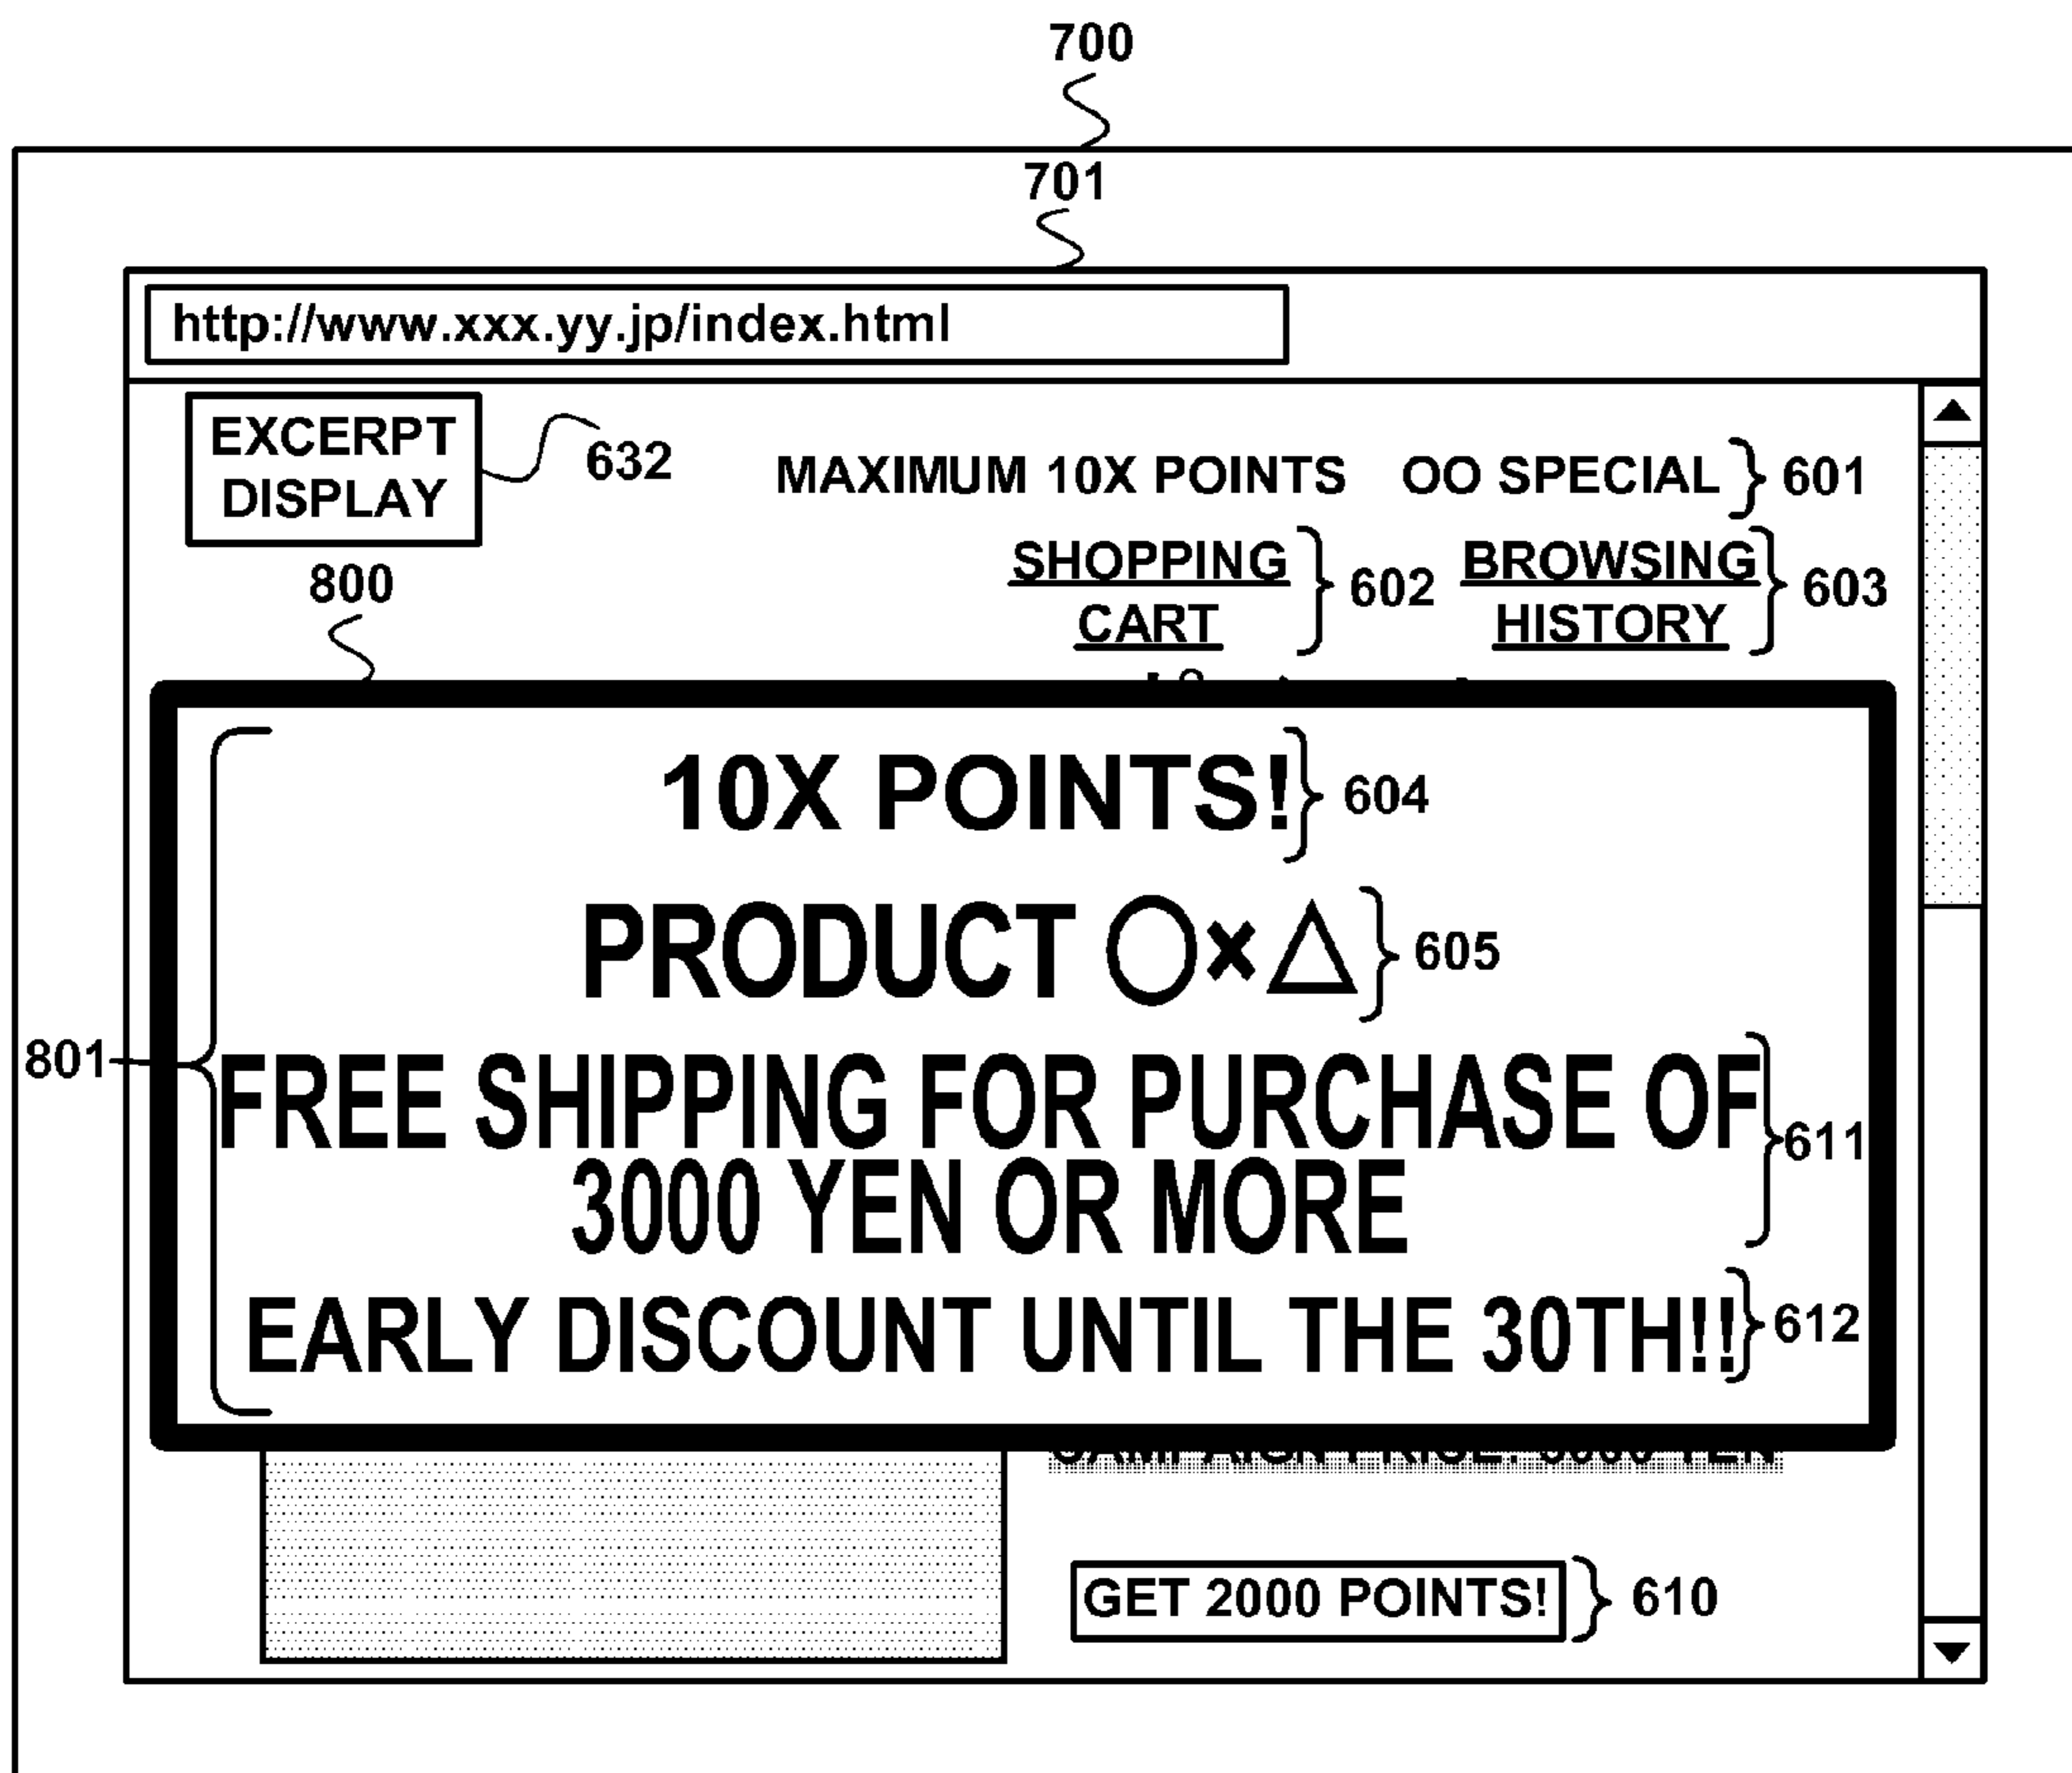 700
701
http://www.xxx.yy.jp/index.html
EXCERPT
DISPLAY
632
MAXIMUM 10X POINTS OO SPECIAL 601
SHOPPING
CART
602
BROWSING
HISTORY
603
800
10X POINTS! 604
PRODUCT ○×△ 605
801
FREE SHIPPING FOR PURCHASE OF
3000 YEN OR MORE
611
EARLY DISCOUNT UNTIL THE 30TH!! 612
GET 2000 POINTS! 610